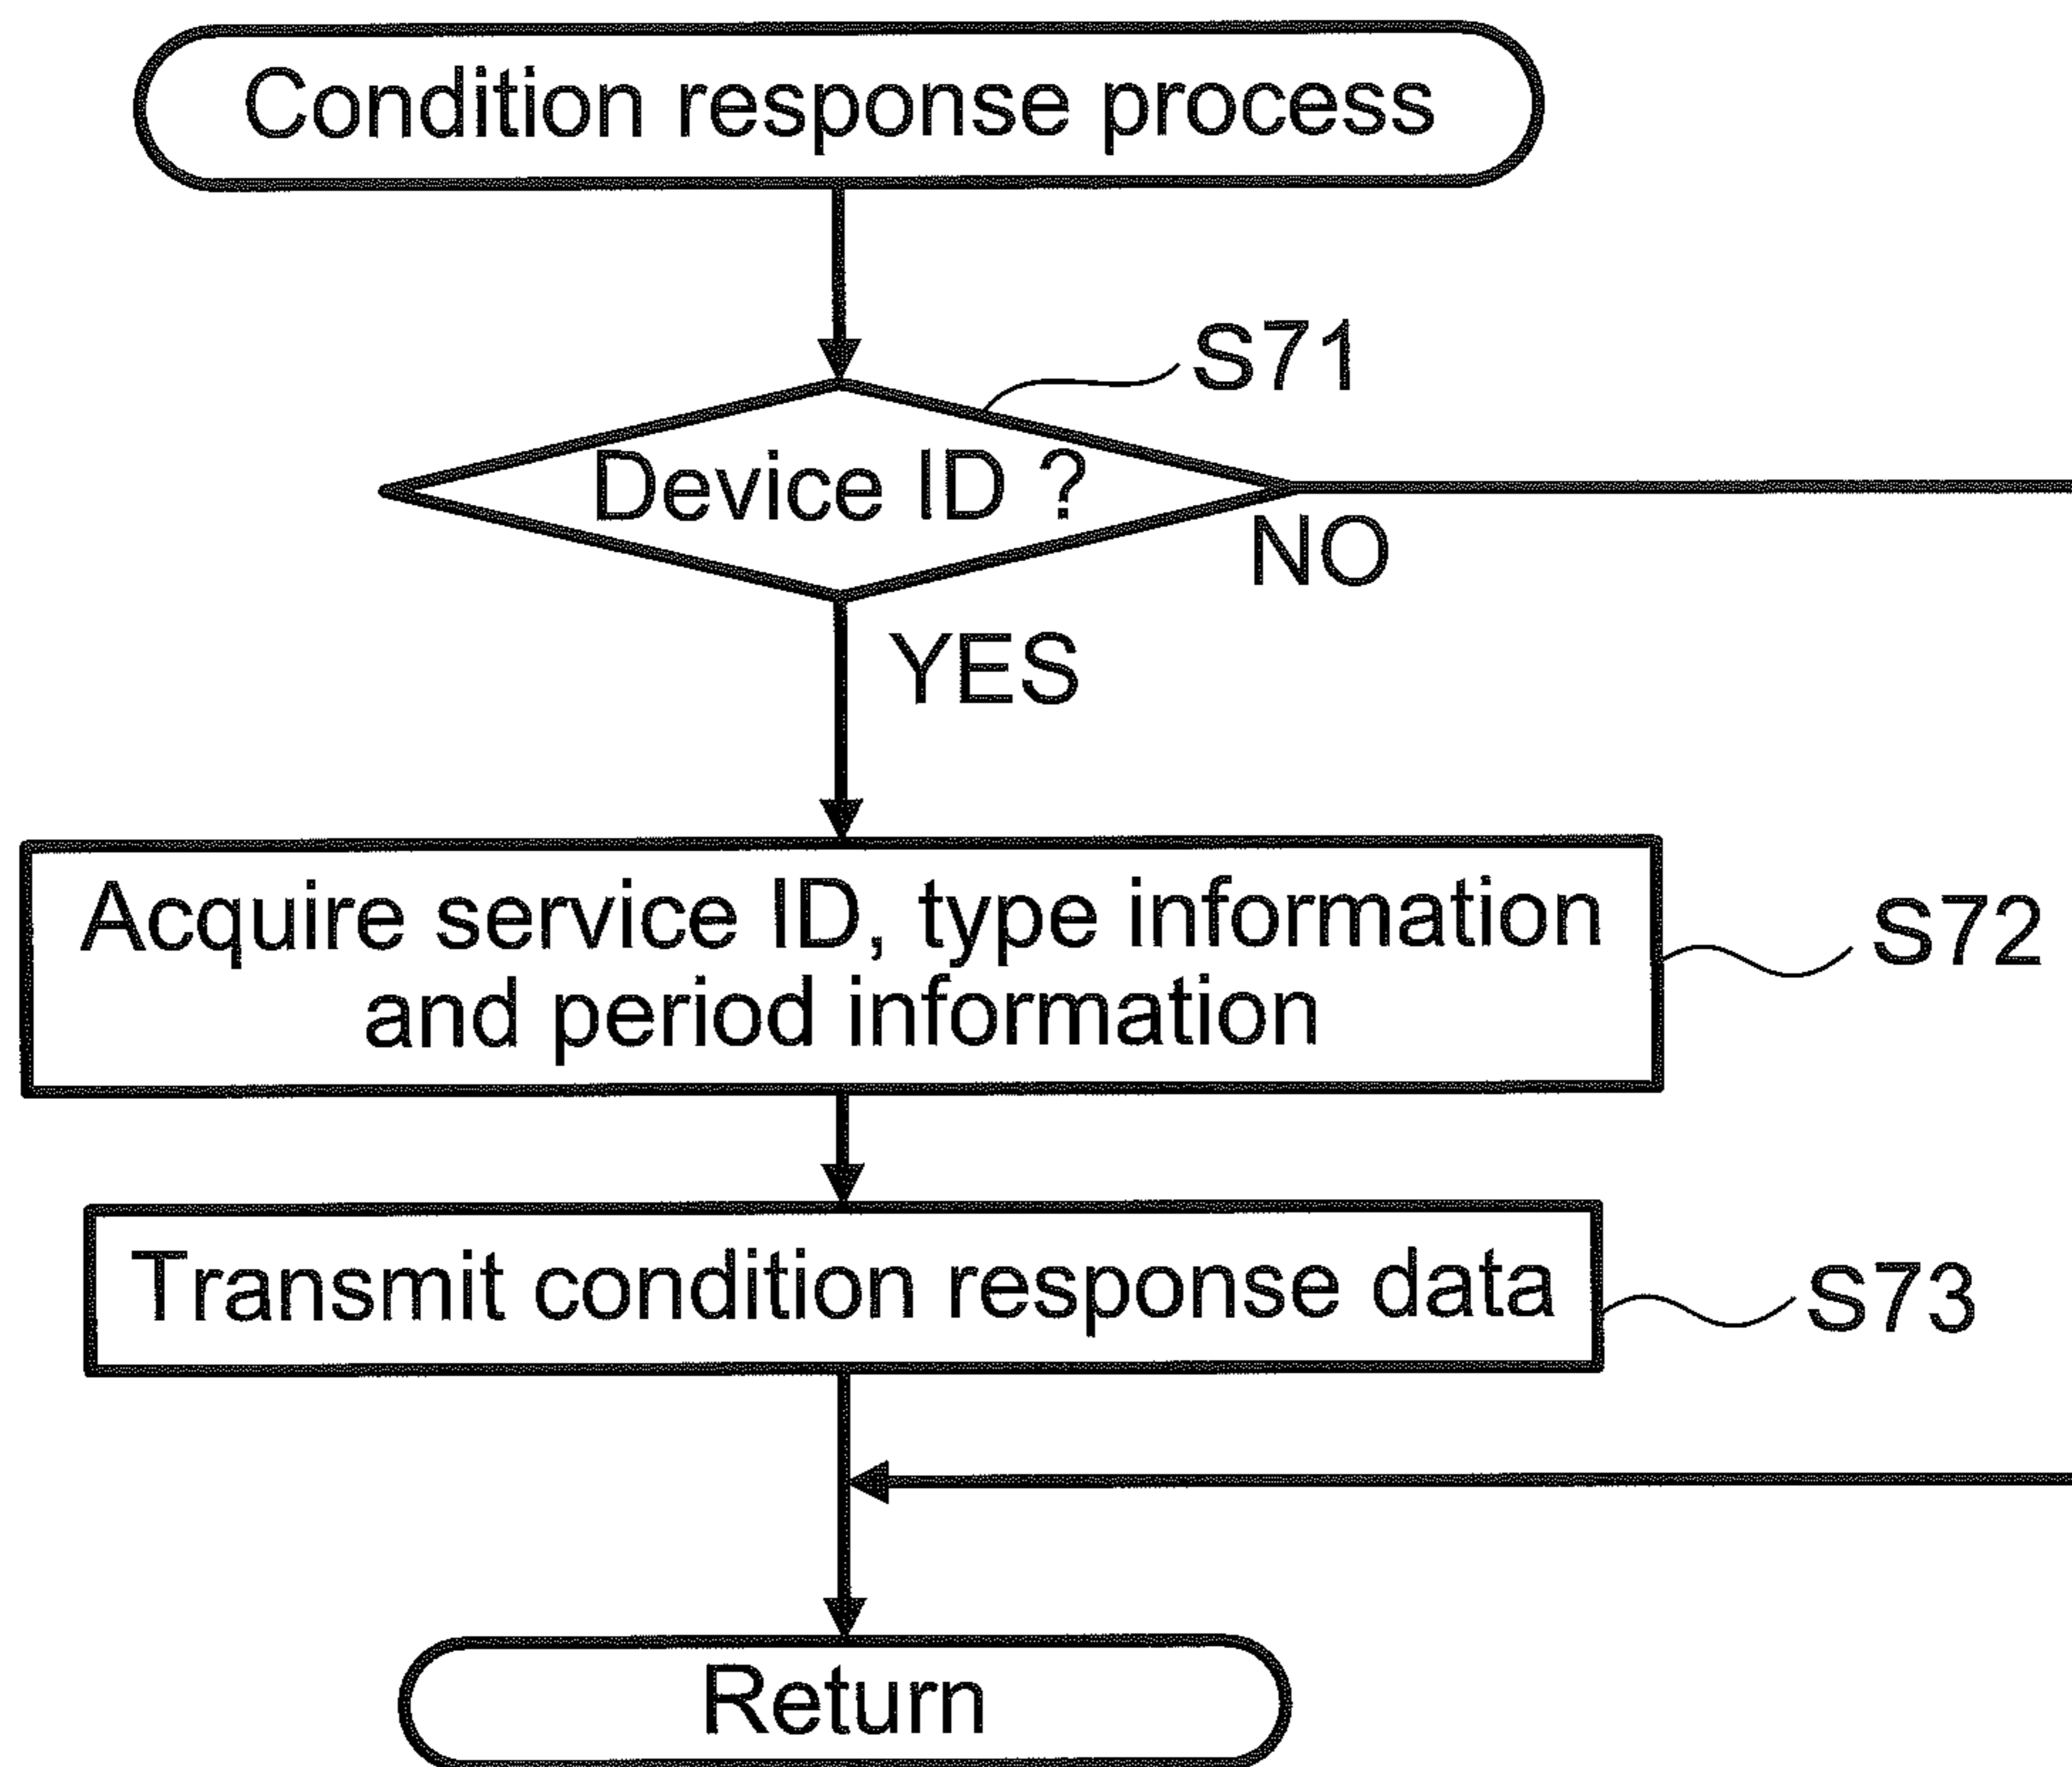 Condition response process
S71
Device ID ?
NO
YES
Acquire service ID, type information
and period information
S72
Transmit condition response data
S73
Return